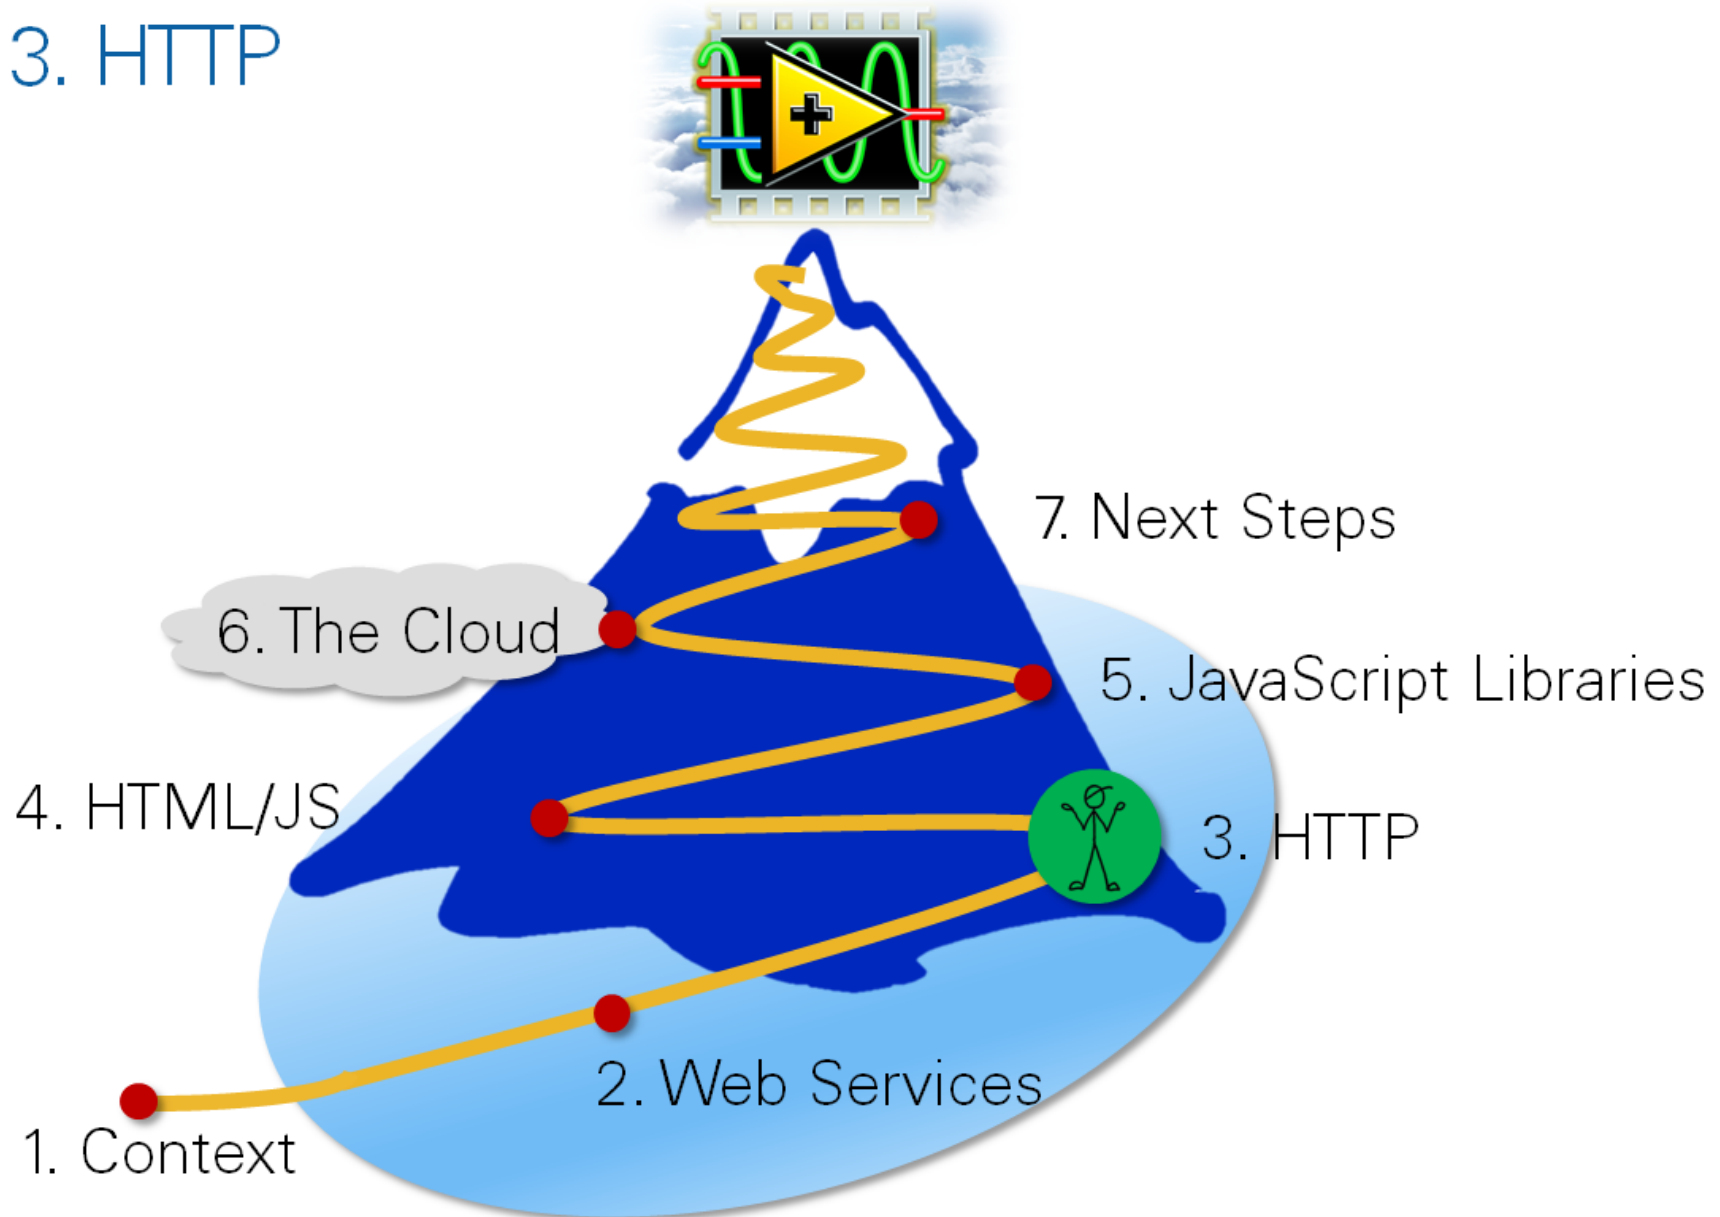 3. HTTP
7. Next Steps
6. The Cloud
5. JavaScript Libraries
4. HTML/JS
3. HTTP
2. Web Services
1. Context